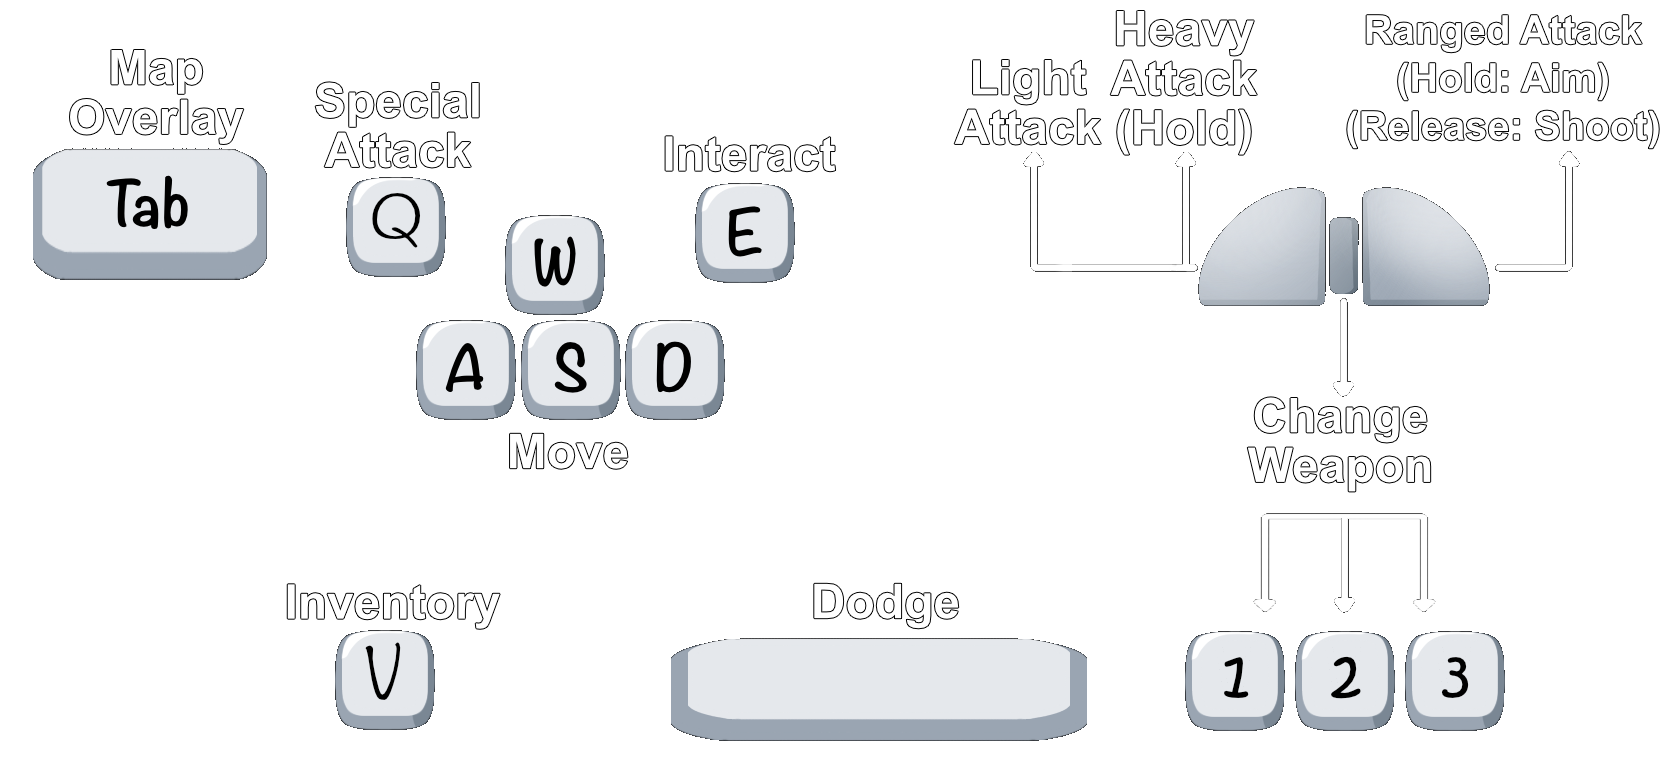 Map
Overlay
Tab
Special
Attack
Q
W
E
Interact
A S D
Move
Light
Attack
Heavy
Attack
(Hold)
Ranged Attack
(Hold: Aim)
(Release: Shoot)
Change
Weapon
1 2 3
Inventory
V
Dodge